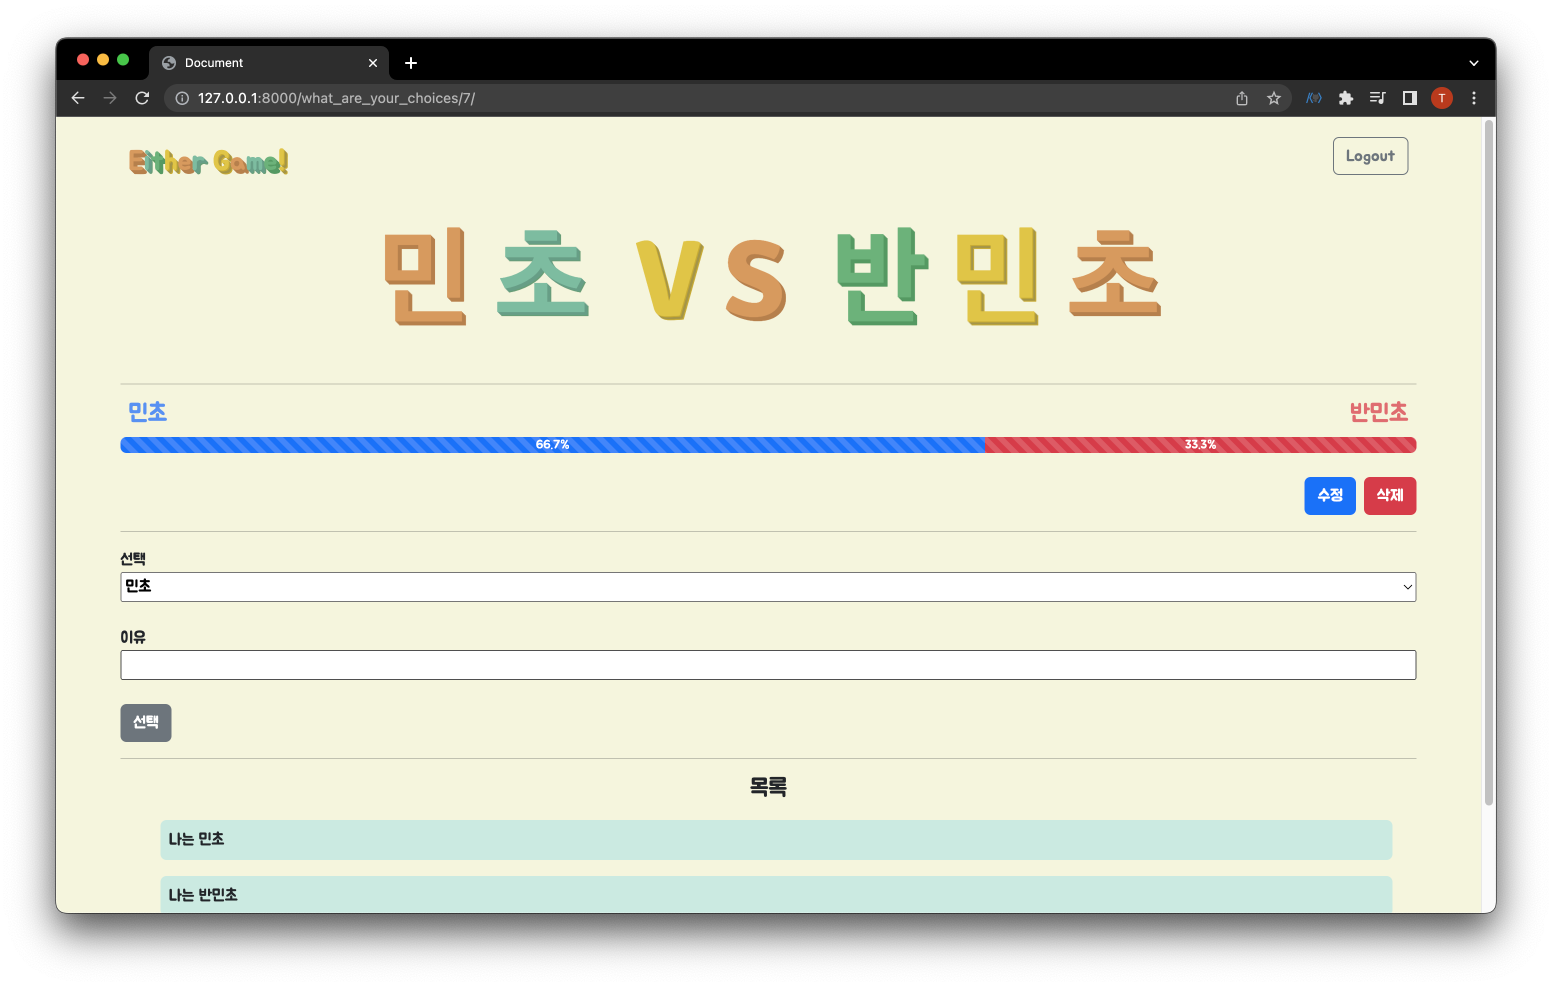 Document
127.0.0.1:8000/what_are_your_choices/7/
T
Either Game!
Logout
민초 VS 반민초
민초 반민초
66.7% 33.3%
수정 삭제
선택
민초
이유
선택
목록
나는 민초
나는 반민초